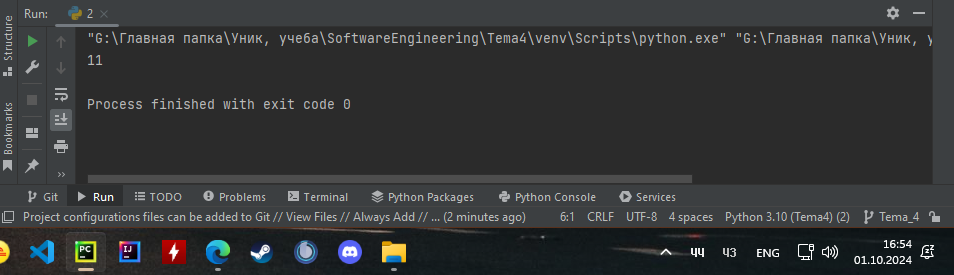 Run: 2
Structure
Bookmarks
"G:\Главная папка\Уник, учеба\SoftwareEngineering\Tema4\venv\Scripts\python.exe" "G:\Главная папка\Уник, у
11
Process finished with exit code 0
Git Run TODO Problems Terminal Python Packages Python Console Services
Project configurations files can be added to Git // View Files // Always Add // ... (2 minutes ago) 6:1 CRLF UTF-8 4 spaces Python 3.10 (Tema4) (2) Tema_4
PC IJ ENG 16:54
01.10.2024